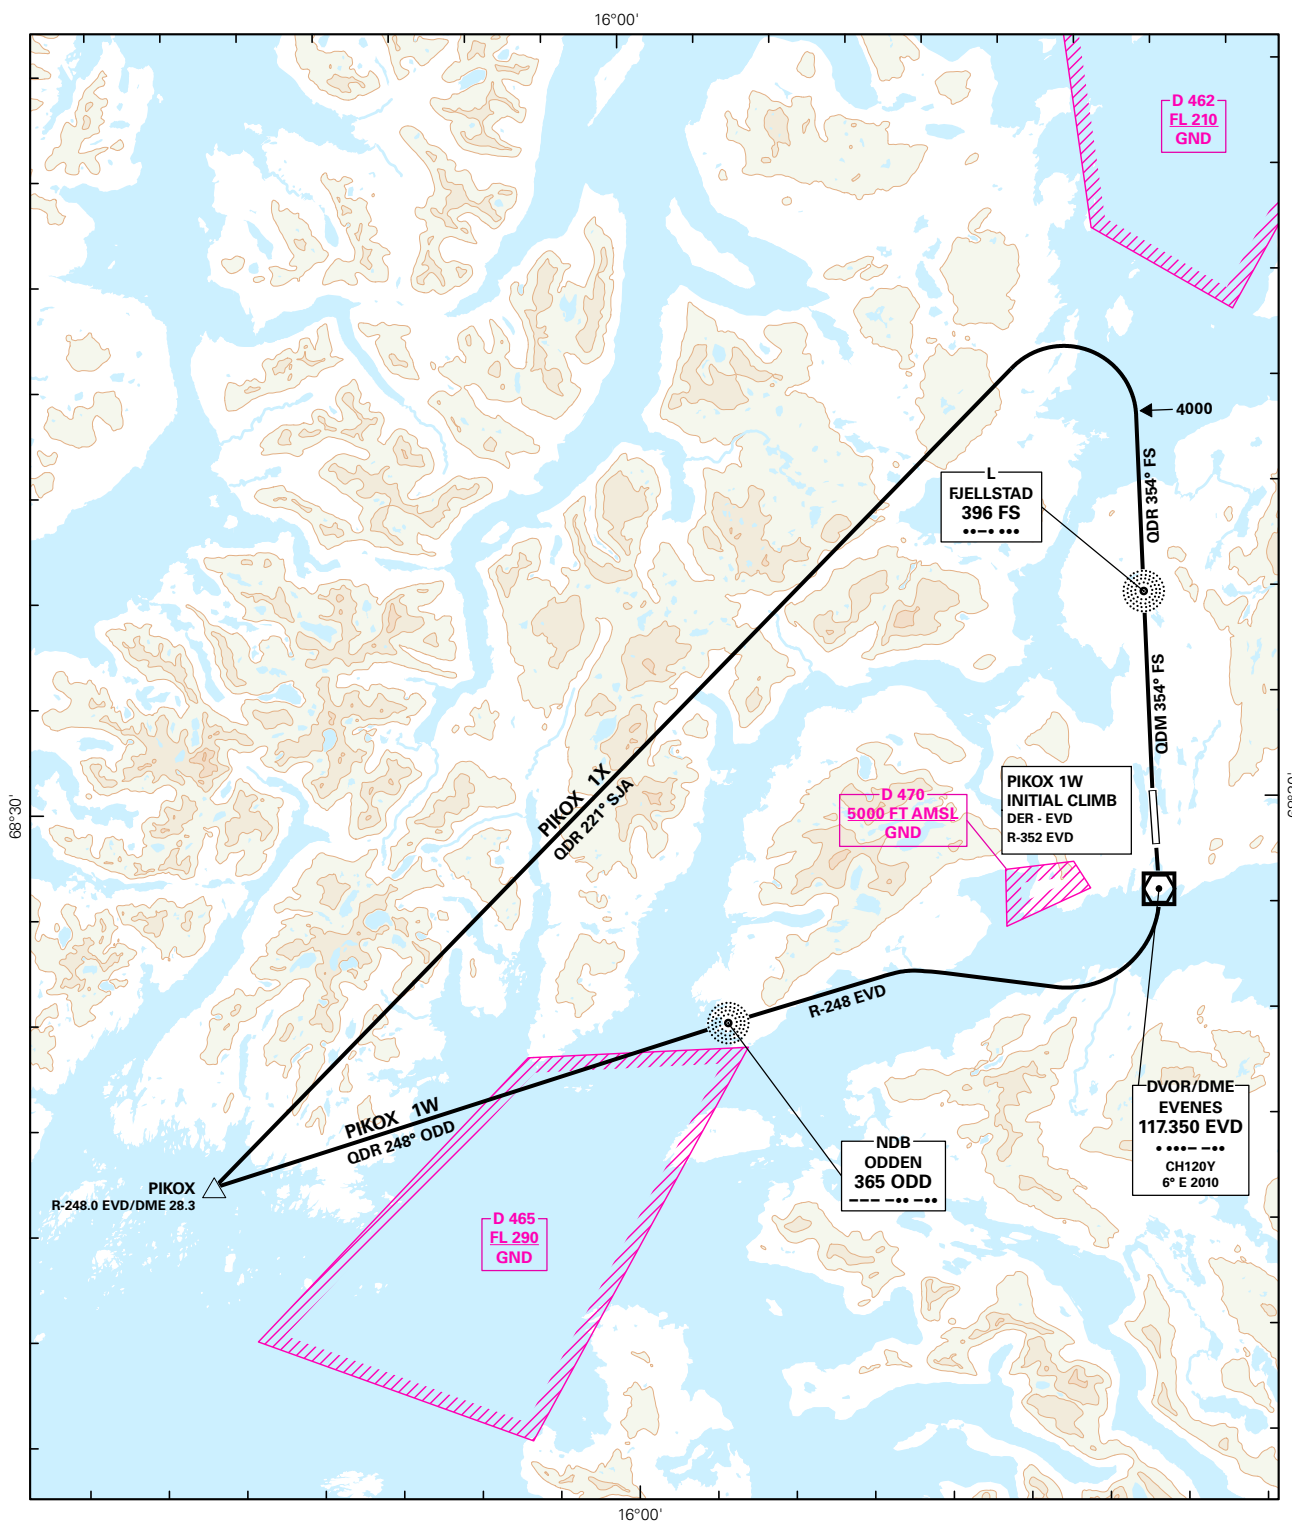 16°00'
D 462
FL 210
GND
4000
QDR 354° FS
L
FJELLSTAD
396 FS
QDM 354° FS
PIKOX 1X
QDR 221° SJA
PIKOX 1W
INITIAL CLIMB
DER - EVD
R-352 EVD
D 470
5000 FT AMSL
GND
68°30'
R-248 EVD
DVOR/DME
EVENES
117.350 EVD
CH120Y
6° E 2010
PIKOX 1W
QDR 248° ODD
NDB
ODDEN
365 ODD
PIKOX
R-248.0 EVD/DME 28.3
D 465
FL 290
GND
16°00'